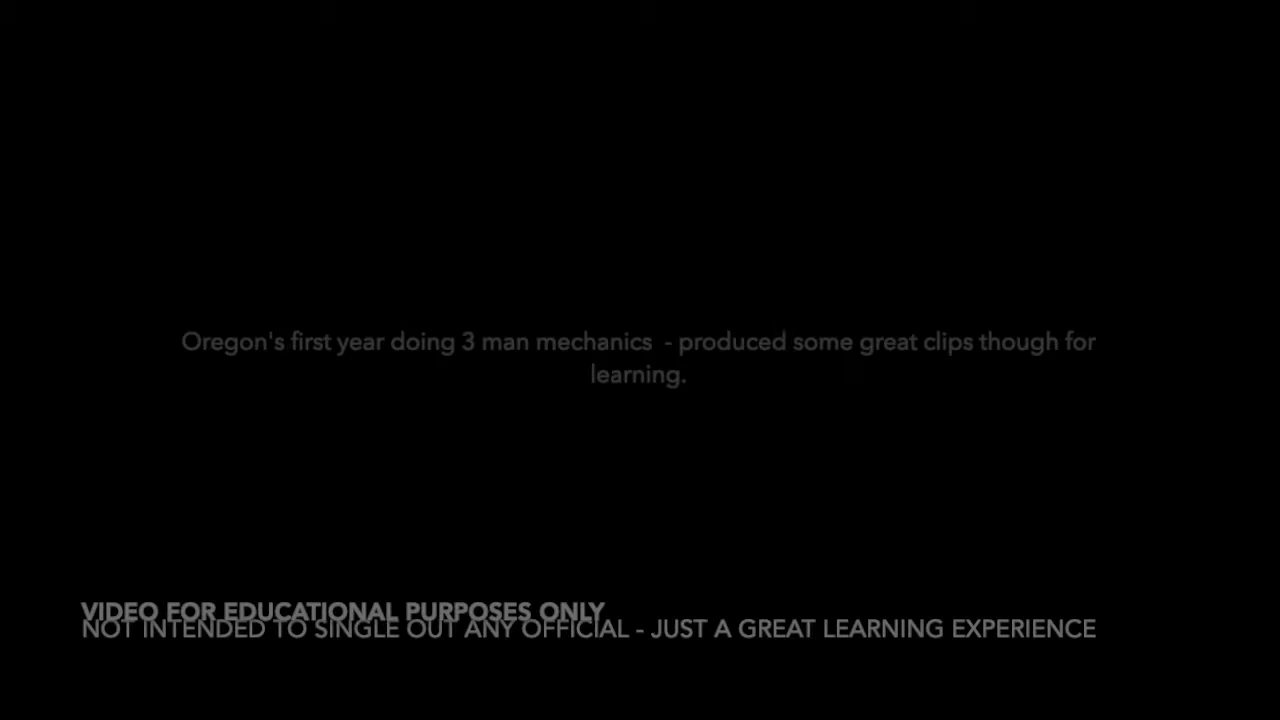 Oregon's first year doing 3 man mechanics - produced some great clips though for
learning.
VIDEO FOR EDUCATIONAL PURPOSES ONLY
NOT INTENDED TO SINGLE OUT ANY OFFICIAL - JUST A GREAT LEARNING EXPERIENCE